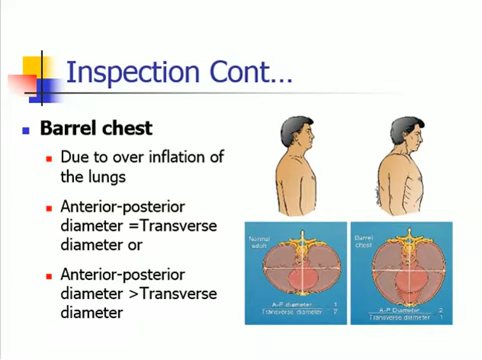 Inspection Cont...
Barrel chest
Due to over inflation of
the lungs
Anterior-posterior
diameter =Transverse
diameter or
Anterior-posterior
diameter >Transverse
diameter
Normal
adult
A-P diameter 1
Transverse diameter 2
Barrel
chest
A-P Diameter 2
Transverse diameter 1